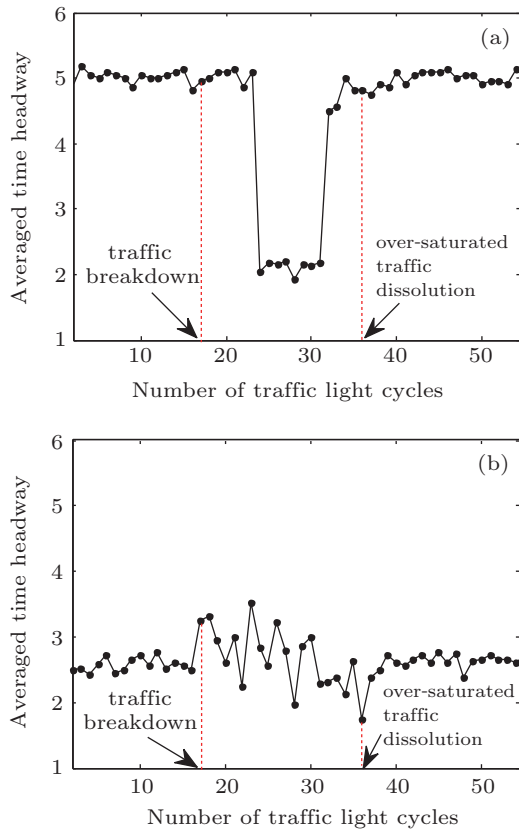 (a)
6
5
4
3
2
1
Averaged time headway
traffic
breakdown
over-saturated
traffic
dissolution
10 20 30 40 50
Number of traffic light cycles
(b)
6
5
4
3
2
1
Averaged time headway
traffic
breakdown
over-saturated
traffic
dissolution
10 20 30 40 50
Number of traffic light cycles